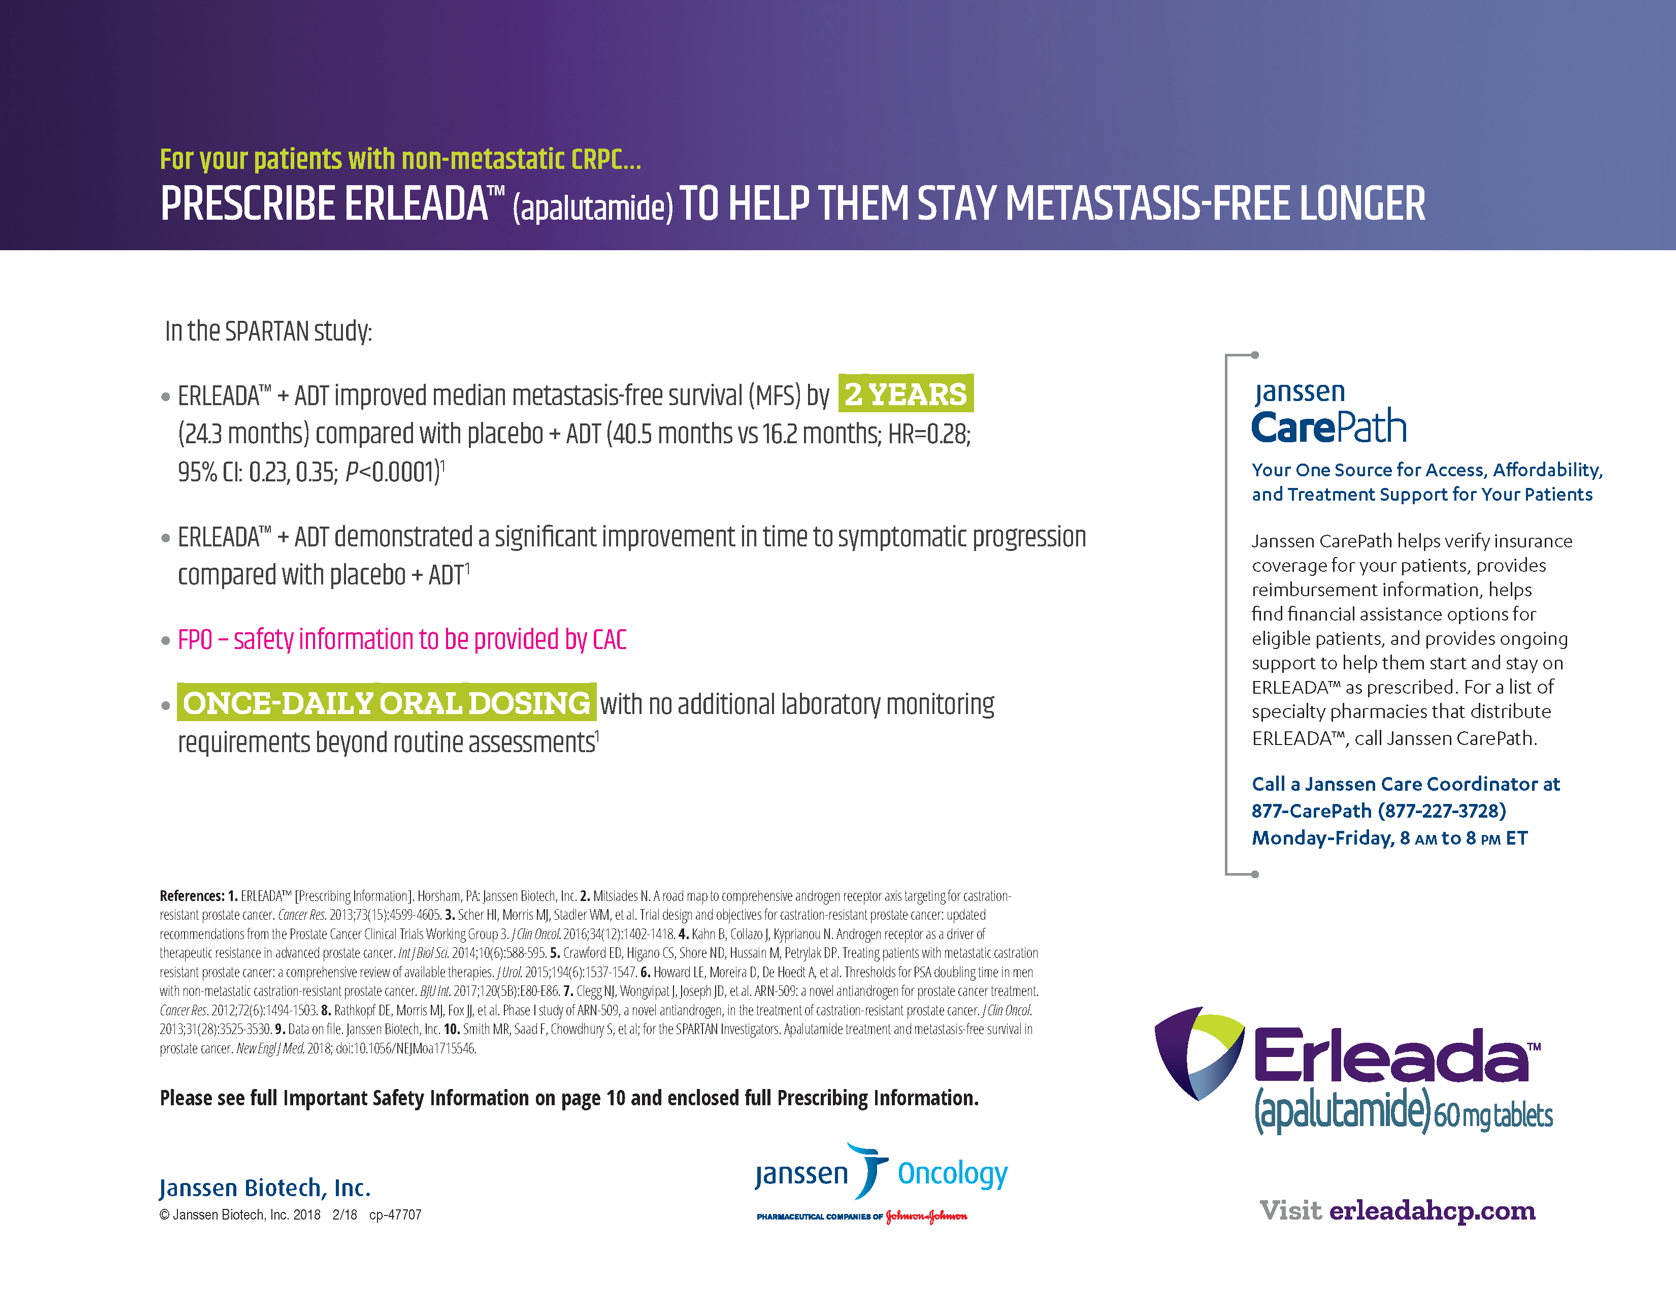 For your patients with non-metastatic CRPC...
PRESCRIBE ERLEADA™ (apalutamide) TO HELP THEM STAY METASTASIS-FREE LONGER
In the SPARTAN study:
• ERLEADA™ + ADT improved median metastasis-free survival (MFS) by 2 YEARS
(24.3 months) compared with placebo + ADT (40.5 months vs 16.2 months; HR=0.28;
95% CI: 0.23, 0.35; P<0.0001)1
• ERLEADA™ + ADT demonstrated a significant improvement in time to symptomatic progression
compared with placebo + ADT1
• FPO – safety information to be provided by CAC
• ONCE-DAILY ORAL DOSING with no additional laboratory monitoring
requirements beyond routine assessments1
References: 1. ERLEADA™ [Prescribing Information]. Horsham, PA: Janssen Biotech, Inc. 2. Mitsiades N. A road map to comprehensive androgen receptor axis targeting for castration-
resistant prostate cancer. Cancer Res. 2013;73(15):4599-4605. 3. Scher HI, Morris MJ, Stadler WM, et al. Trial design and objectives for castration-resistant prostate cancer: updated
recommendations from the Prostate Cancer Clinical Trials Working Group 3. J Clin Oncol. 2016;34(12):1402-1418. 4. Kahn B, Collazo J, Kyprianou N. Androgen receptor as a driver of
therapeutic resistance in advanced prostate cancer. Int J Biol Sci. 2014;10(6):588-595. 5. Crawford ED, Higano CS, Shore ND, Hussain M, Petrylak DP. Treating patients with metastatic castration
resistant prostate cancer: a comprehensive review of available therapies. J Urol. 2015;194(6):1537-1547. 6. Howard LE, Moreira D, De Hoedt A, et al. Thresholds for PSA doubling time in men
with non-metastatic castration-resistant prostate cancer. BJU Int. 2017;120(5B):E80-E86. 7. Clegg NJ, Wongvipat J, Joseph JD, et al. ARN-509: a novel antiandrogen for prostate cancer treatment.
Cancer Res. 2012;72(6):1494-1503. 8. Rathkopf DE, Morris MJ, Fox JJ, et al. Phase I study of ARN-509, a novel antiandrogen, in the treatment of castration-resistant prostate cancer. J Clin Oncol.
2013;31(28):3525-3530. 9. Data on file. Janssen Biotech, Inc. 10. Smith MR, Saad F, Chowdhury S, et al; for the SPARTAN Investigators. Apalutamide treatment and metastasis-free survival in
prostate cancer. New Engl J Med. 2018; doi:10.1056/NEJMoa1715546.
Please see full Important Safety Information on page 10 and enclosed full Prescribing Information.
Janssen Biotech, Inc.
© Janssen Biotech, Inc. 2018 2/18 cp-47707
janssen Oncology
PHARMACEUTICAL COMPANIES OF Johnson & Johnson
janssen
CarePath
Your One Source for Access, Affordability,
and Treatment Support for Your Patients
Janssen CarePath helps verify insurance
coverage for your patients, provides
reimbursement information, helps
find financial assistance options for
eligible patients, and provides ongoing
support to help them start and stay on
ERLEADA™ as prescribed. For a list of
specialty pharmacies that distribute
ERLEADA™, call Janssen CarePath.
Call a Janssen Care Coordinator at
877-CarePath (877-227-3728)
Monday-Friday, 8 AM to 8 PM ET
Erleada™
(apalutamide) 60 mg tablets
Visit erleadahcp.com